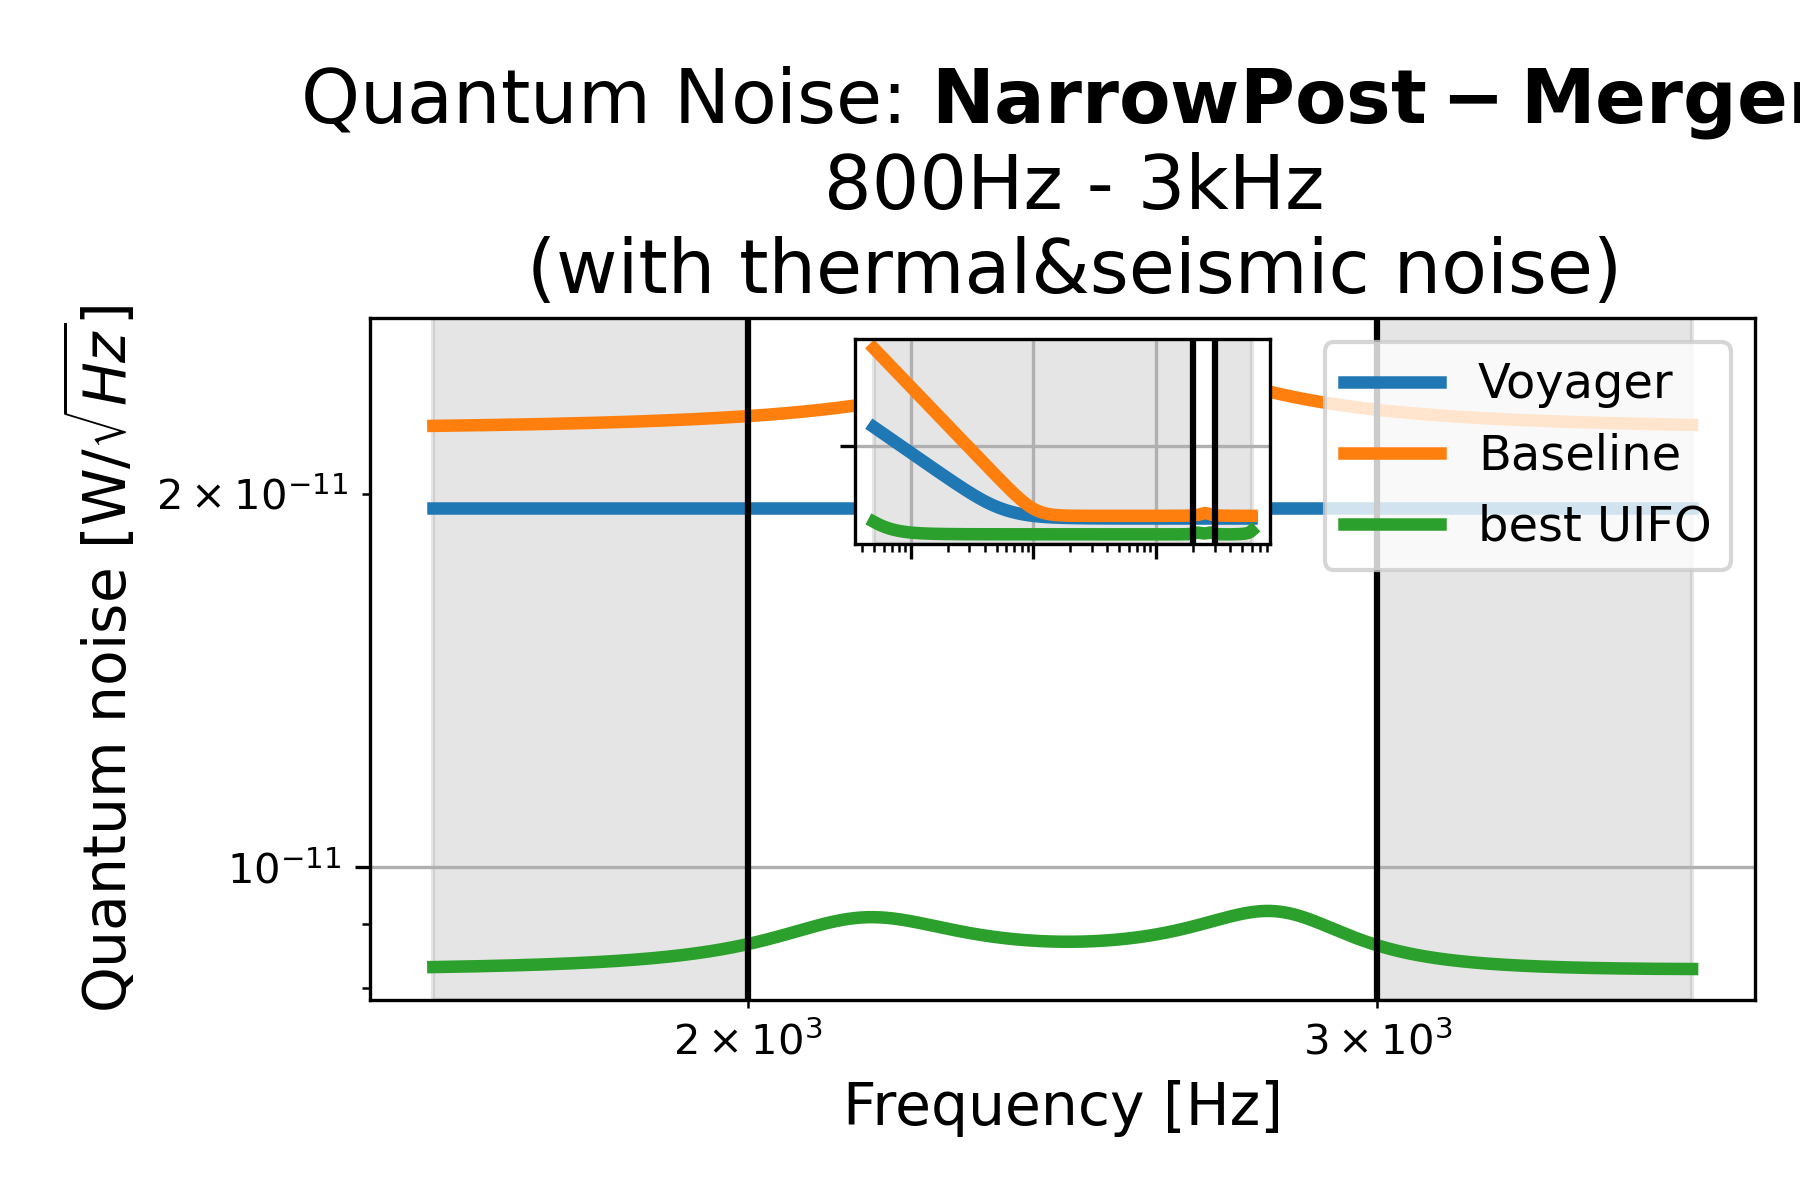 Quantum Noise: NarrowPost − Merger
800Hz - 3kHz
(with thermal&seismic noise)
Quantum noise [W/√Hz]
2 × 10⁻¹¹
10⁻¹¹
Voyager
Baseline
best UIFO
2 × 10³
3 × 10³
Frequency [Hz]